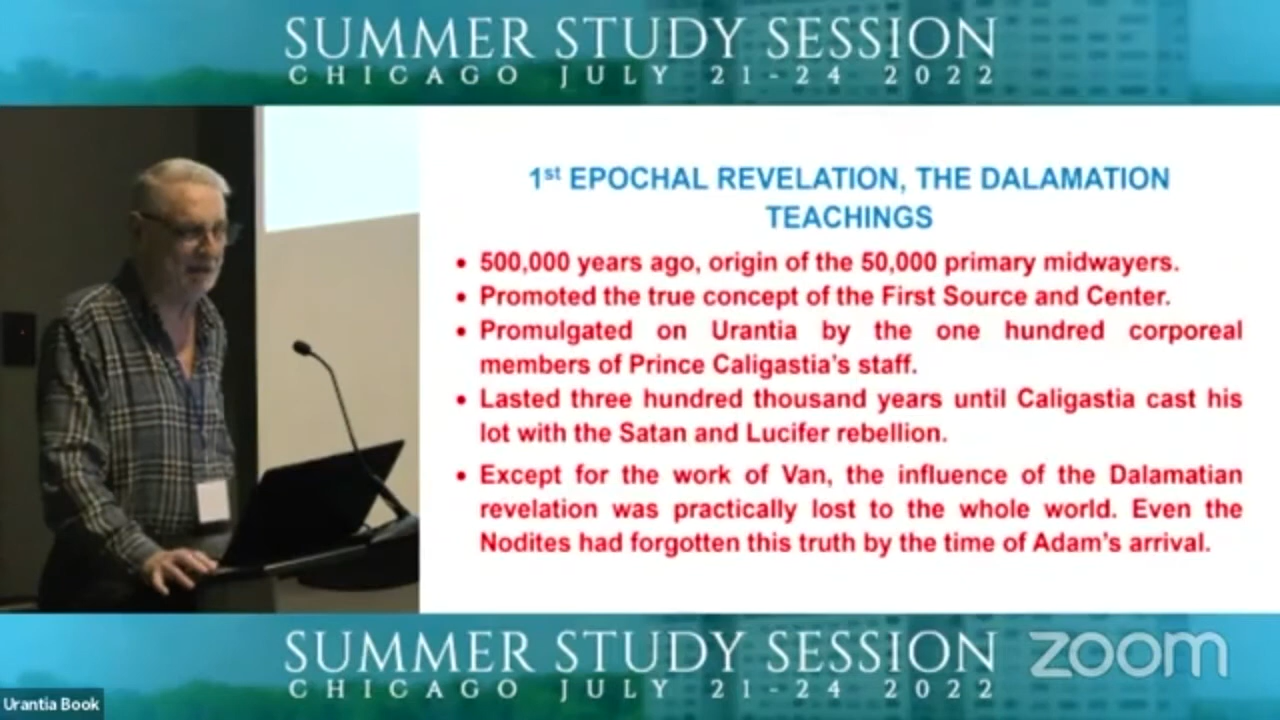 SUMMER STUDY SESSION
CHICAGO JULY 21-24 2022
1st EPOCHAL REVELATION, THE DALAMATION
TEACHINGS
• 500,000 years ago, origin of the 50,000 primary midwayers.
• Promoted the true concept of the First Source and Center.
• Promulgated on Urantia by the one hundred corporeal
members of Prince Caligastia's staff.
• Lasted three hundred thousand years until Caligastia cast his
lot with the Satan and Lucifer rebellion.
• Except for the work of Van, the influence of the Dalamatian
revelation was practically lost to the whole world. Even the
Nodites had forgotten this truth by the time of Adam's arrival.
SUMMER STUDY SESSION
CHICAGO JULY 21-24 2022
zoom
Urantia Book